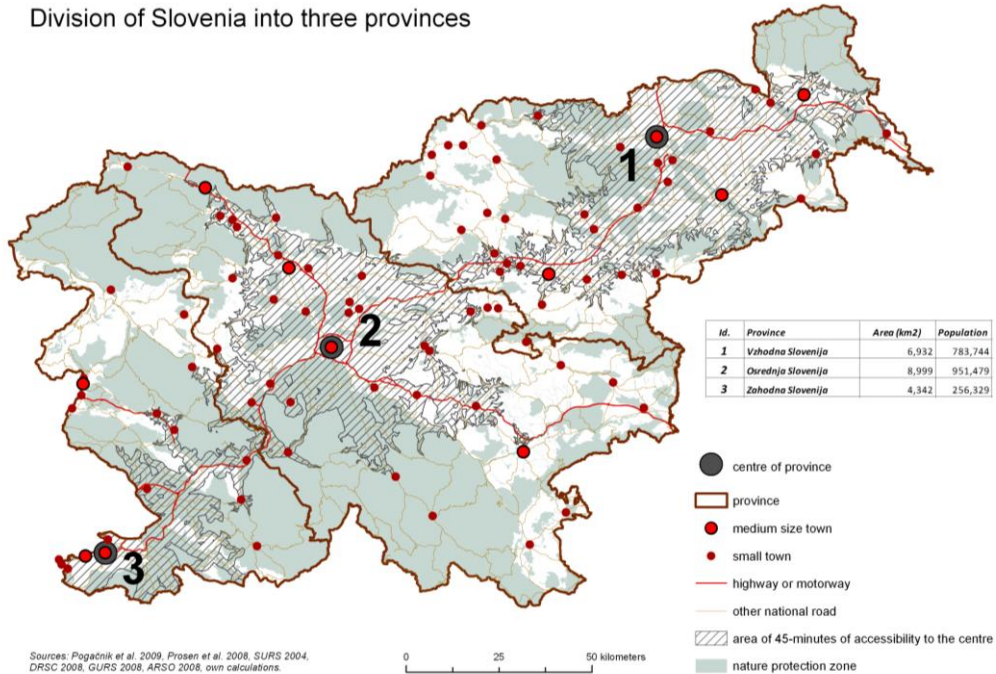 Division of Slovenia into three provinces
1
2
3
Id. Province Area (km2) Population
1 Vzhodna Slovenija 6,932 783,744
2 Osrednja Slovenija 8,999 951,479
3 Zahodna Slovenija 4,342 256,329
centre of province
province
medium size town
small town
highway or motorway
other national road
area of 45-minutes of accessibility to the centre
nature protection zone
Sources: Pogačnik et al. 2009, Prosen et al. 2008, SURS 2004,
DRSC 2008, GURS 2008, ARSO 2008, own calculations.
0 25 50 kilometers